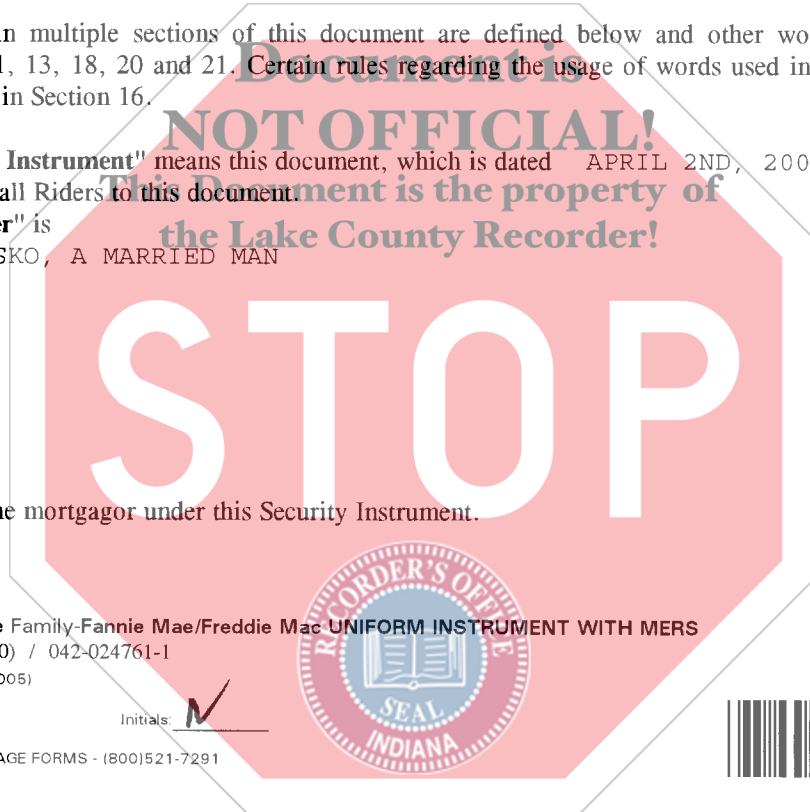 in multiple sections of this document are defined below and other wo
, 13, 18, 20 and 21. Certain rules regarding the usage of words used in
in Section 16.
Document is
NOT OFFICIAL!
Instrument" means this document, which is dated APRIL 2ND, 200
all Riders to this document.
This Document is the property of
the Lake County Recorder!
er" is
SKO, A MARRIED MAN
STOP
e mortgagor under this Security Instrument.
RECORDER'S OFFICE
SEAL
INDIANA
e Family-Fannie Mae/Freddie Mac UNIFORM INSTRUMENT WITH MERS
0) / 042-024761-1
005)
Initials: N
AGE FORMS - (800)521-7291